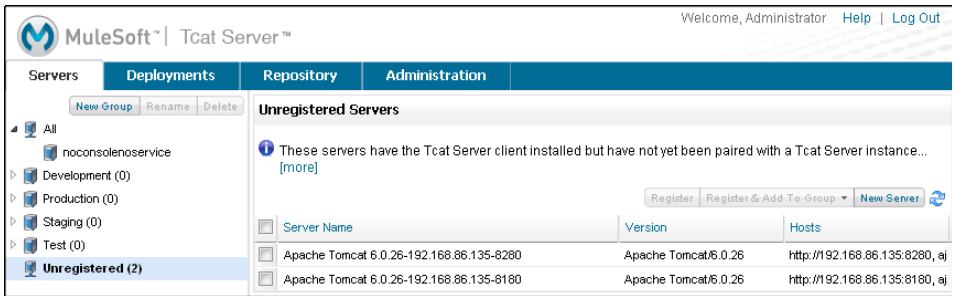 Welcome, Administrator Help | Log Out
MuleSoft™ | Tcat Server™
Servers Deployments Repository Administration
New Group Rename Delete
All
noconsolenoservice
Development (0)
Production (0)
Staging (0)
Test (0)
Unregistered (2)
Unregistered Servers
These servers have the Tcat Server client installed but have not yet been paired with a Tcat Server instance...
[more]
Register Register & Add To Group New Server
Server Name Version Hosts
Apache Tomcat 6.0.26-192.168.86.135-8280 Apache Tomcat/6.0.26 http://192.168.86.135:8280, aj
Apache Tomcat 6.0.26-192.168.86.135-8180 Apache Tomcat/6.0.26 http://192.168.86.135:8180, aj